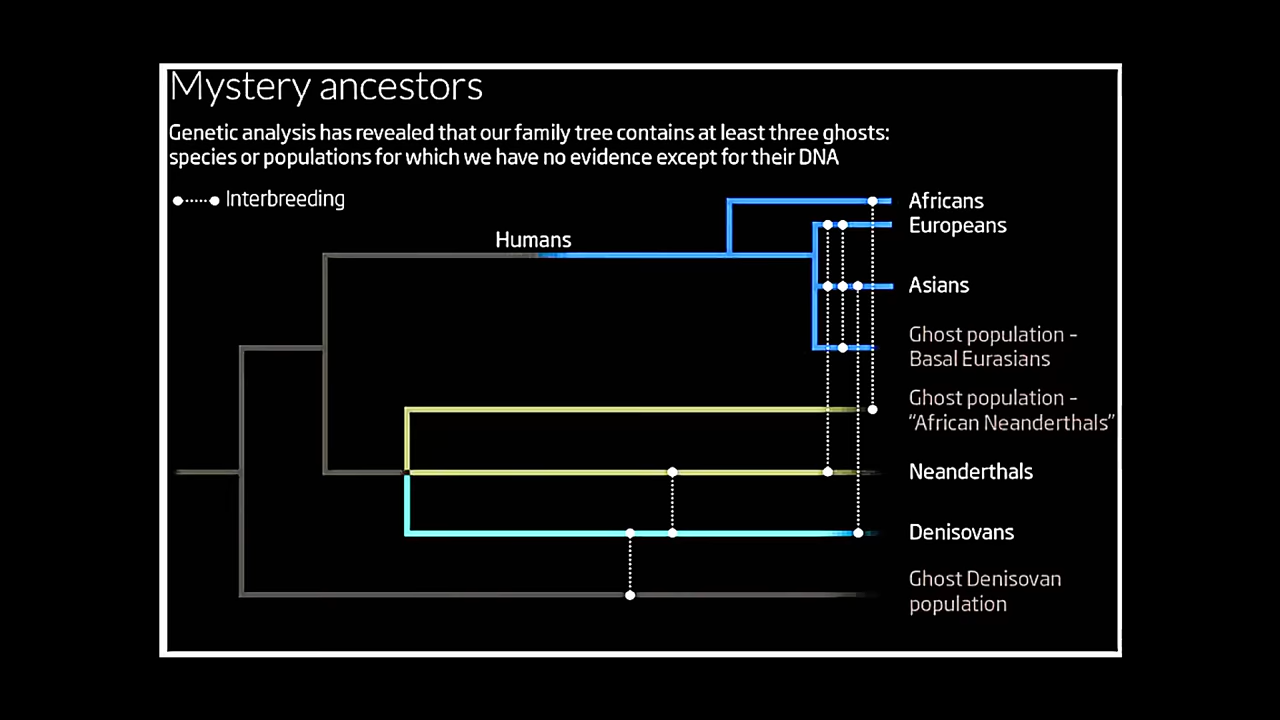 Mystery ancestors
Genetic analysis has revealed that our family tree contains at least three ghosts:
species or populations for which we have no evidence except for their DNA
Interbreeding
Africans
Europeans
Humans
Asians
Ghost population –
Basal Eurasians
Ghost population –
“African Neanderthals”
Neanderthals
Denisovans
Ghost Denisovan
population